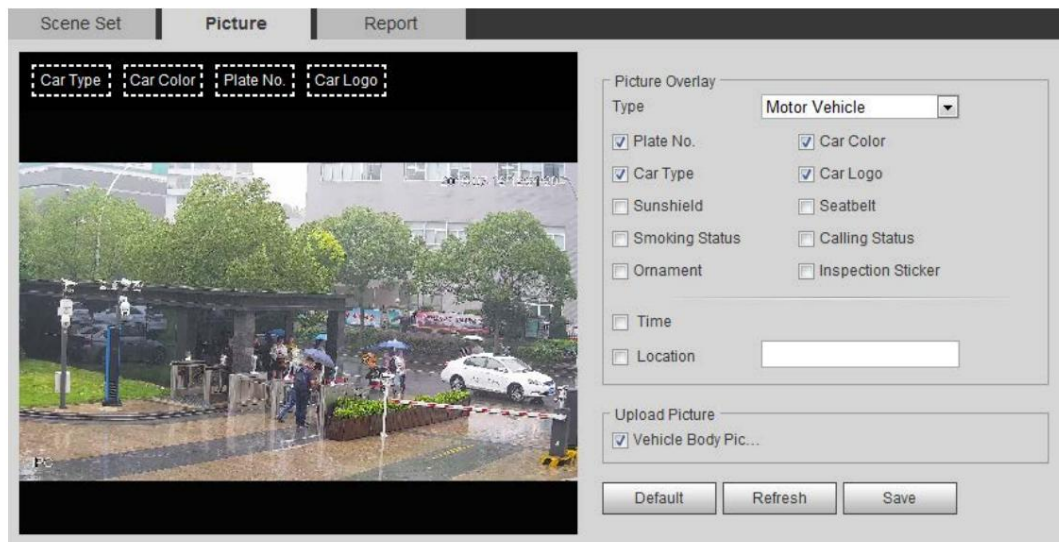 Scene Set Picture Report
Car Type Car Color Plate No. Car Logo
Picture Overlay
Type Motor Vehicle
Plate No. Car Color
Car Type Car Logo
Sunshield Seatbelt
Smoking Status Calling Status
Ornament Inspection Sticker
Time
Location
Upload Picture
Vehicle Body Pic...
Default Refresh Save